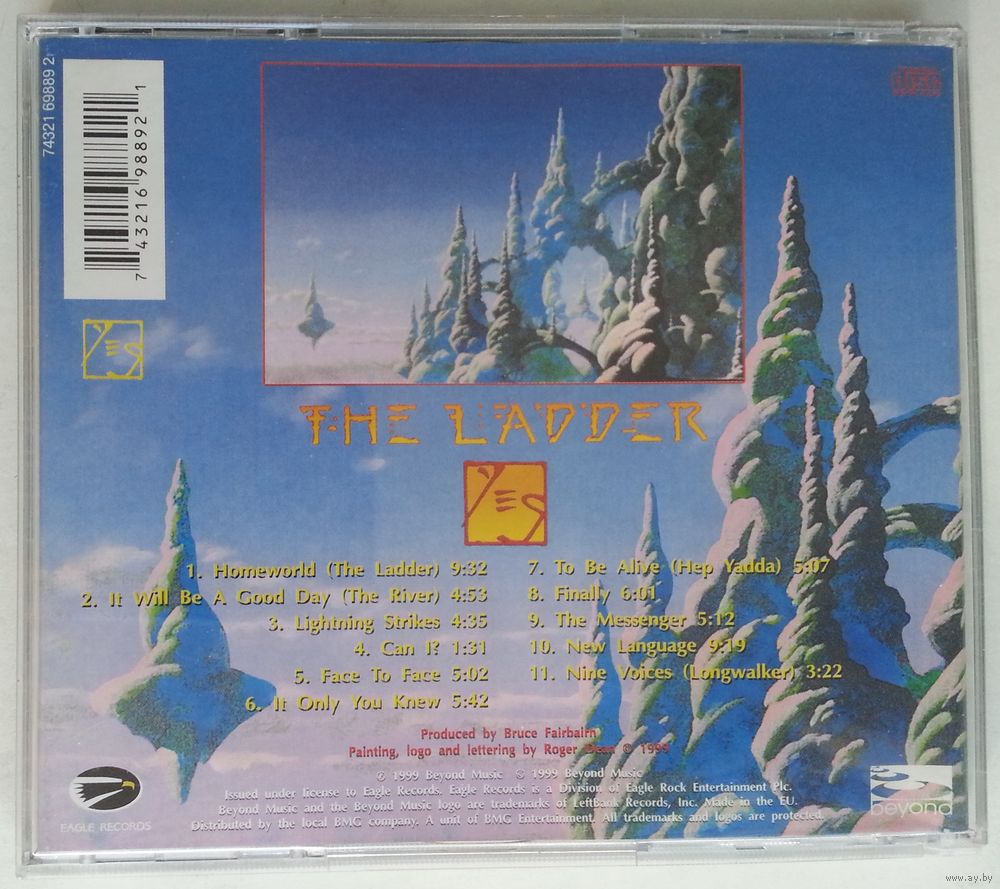 74321 69889 2
7 43216 98892 1
YES
THE LADDER
YES
1. Homeworld (The Ladder) 9:32
2. It Will Be A Good Day (The River) 4:53
3. Lightning Strikes 4:35
4. Can I? 1:31
5. Face To Face 5:02
6. It Only You Knew 5:42
7. To Be Alive (Hep Yadda) 5:07
8. Finally 6:01
9. The Messenger 5:12
10. New Language 9:19
11. Nine Voices (Longwalker) 3:22
Produced by Bruce Fairbairn
Painting, logo and lettering by Roger Dean © 1999
℗ 1999 Beyond Music © 1999 Beyond Music
Issued under license to Eagle Records. Eagle Records is a Division of Eagle Rock Entertainment Plc.
Beyond Music and the Beyond Music logo are trademarks of LeftBank Records, Inc. Made in the EU.
Distributed by the local BMG company. A unit of BMG Entertainment. All trademarks and logos are protected.
EAGLE RECORDS
beyond
www.ay.by